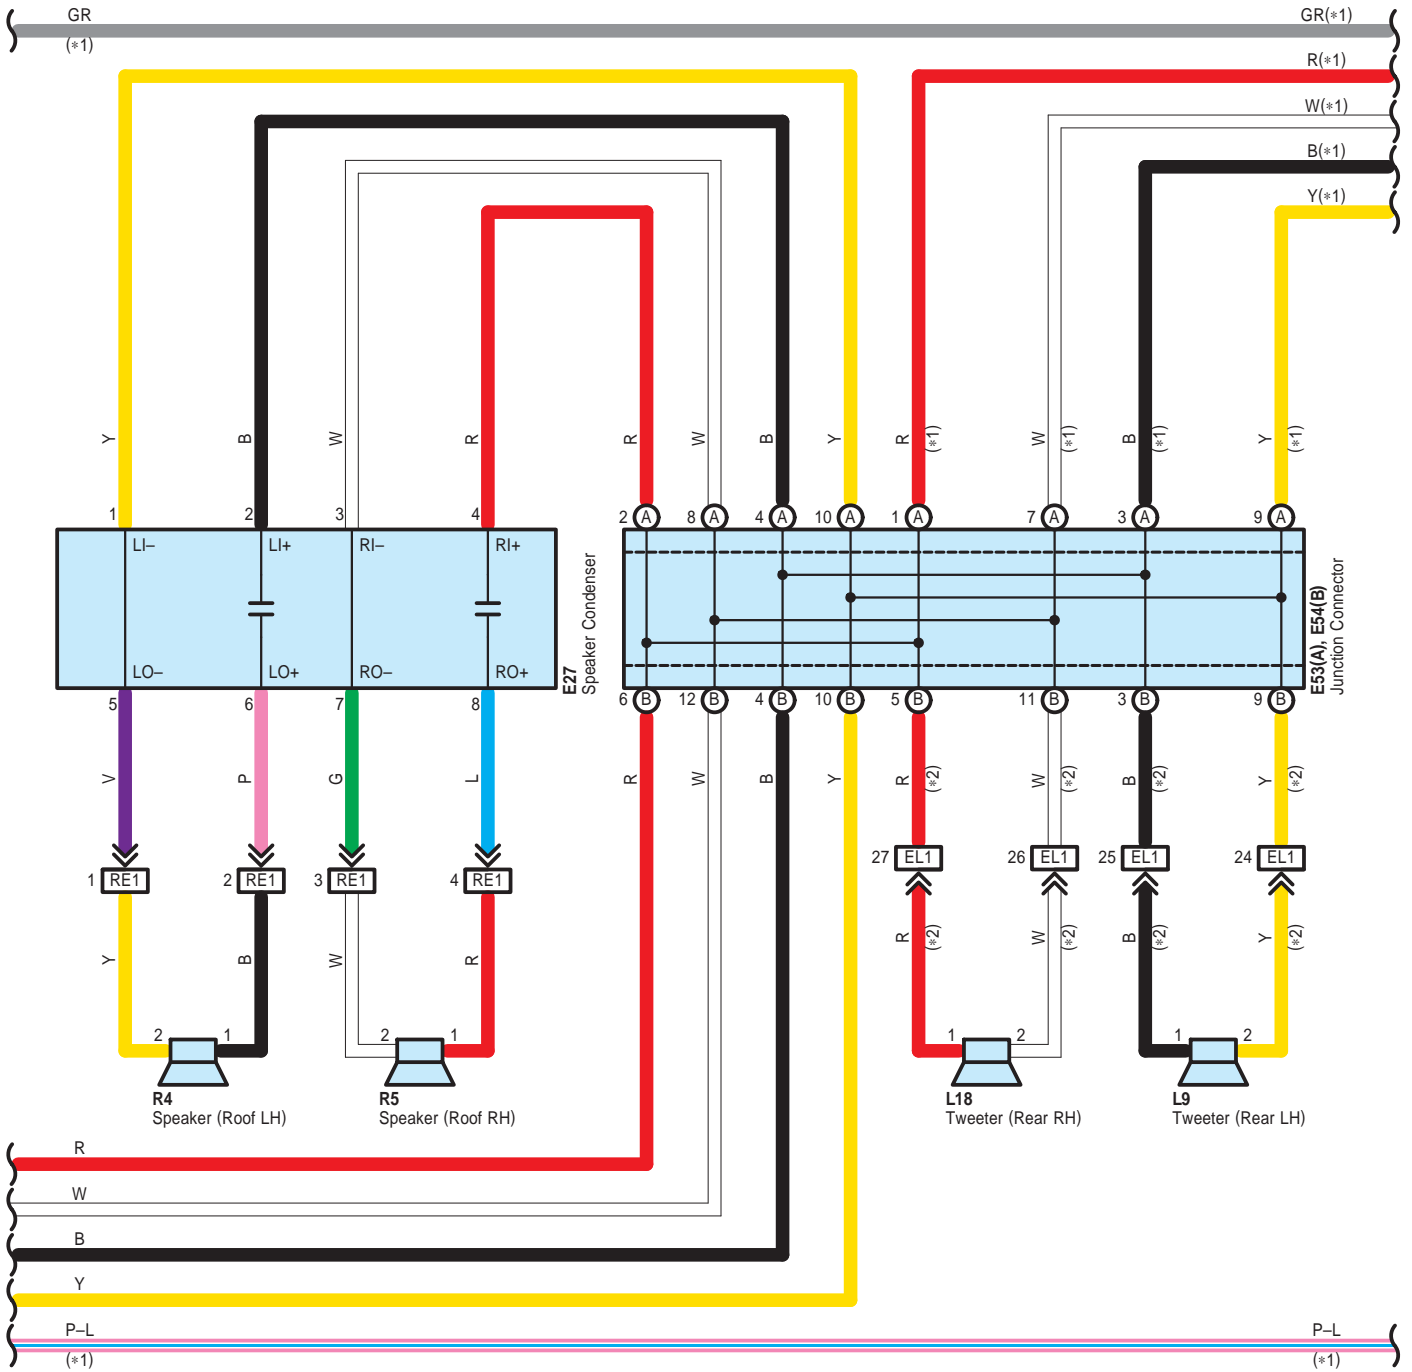 GR
(∗1)
GR(∗1)
R(∗1)
W(∗1)
B(∗1)
Y(∗1)
Y B W R R W B Y R (∗1) W (∗1) B (∗1) Y (∗1)
1 2 3 4 2 A 8 A 4 A 10 A 1 A 7 A 3 A 9 A
LI– LI+ RI– RI+
LO– LO+ RO– RO+
E27
Speaker Condenser
E53(A), E54(B)
Junction Connector
5 6 7 8 6 B 12 B 4 B 10 B 5 B 11 B 3 B 9 B
V P G L R W B Y R (∗2) W (∗2) B (∗2) Y (∗2)
27 EL1 26 EL1 25 EL1 24 EL1
1 RE1 2 RE1 3 RE1 4 RE1
Y B W R R (∗2) W (∗2) B (∗2) Y (∗2)
2 1 2 1 1 2 1 2
R4
Speaker (Roof LH)
R5
Speaker (Roof RH)
L18
Tweeter (Rear RH)
L9
Tweeter (Rear LH)
R
W
B
Y
P–L
(∗1)
P–L
(∗1)